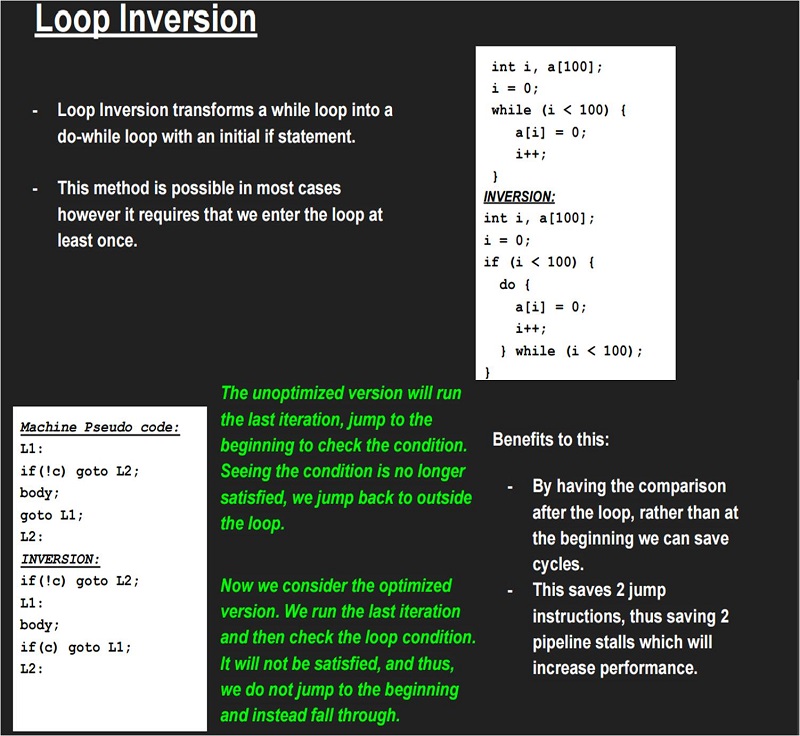 Loop Inversion
- Loop Inversion transforms a while loop into a
do-while loop with an initial if statement.
- This method is possible in most cases
however it requires that we enter the loop at
least once.
int i, a[100];
i = 0;
while (i < 100) {
a[i] = 0;
i++;
}
INVERSION:
int i, a[100];
i = 0;
if (i < 100) {
do {
a[i] = 0;
i++;
} while (i < 100);
}
Machine Pseudo code:
L1:
if(!c) goto L2;
body;
goto L1;
L2:
INVERSION:
if(!c) goto L2;
L1:
body;
if(c) goto L1;
L2:
The unoptimized version will run
the last iteration, jump to the
beginning to check the condition.
Seeing the condition is no longer
satisfied, we jump back to outside
the loop.
Now we consider the optimized
version. We run the last iteration
and then check the loop condition.
It will not be satisfied, and thus,
we do not jump to the beginning
and instead fall through.
Benefits to this:
- By having the comparison
after the loop, rather than at
the beginning we can save
cycles.
- This saves 2 jump
instructions, thus saving 2
pipeline stalls which will
increase performance.